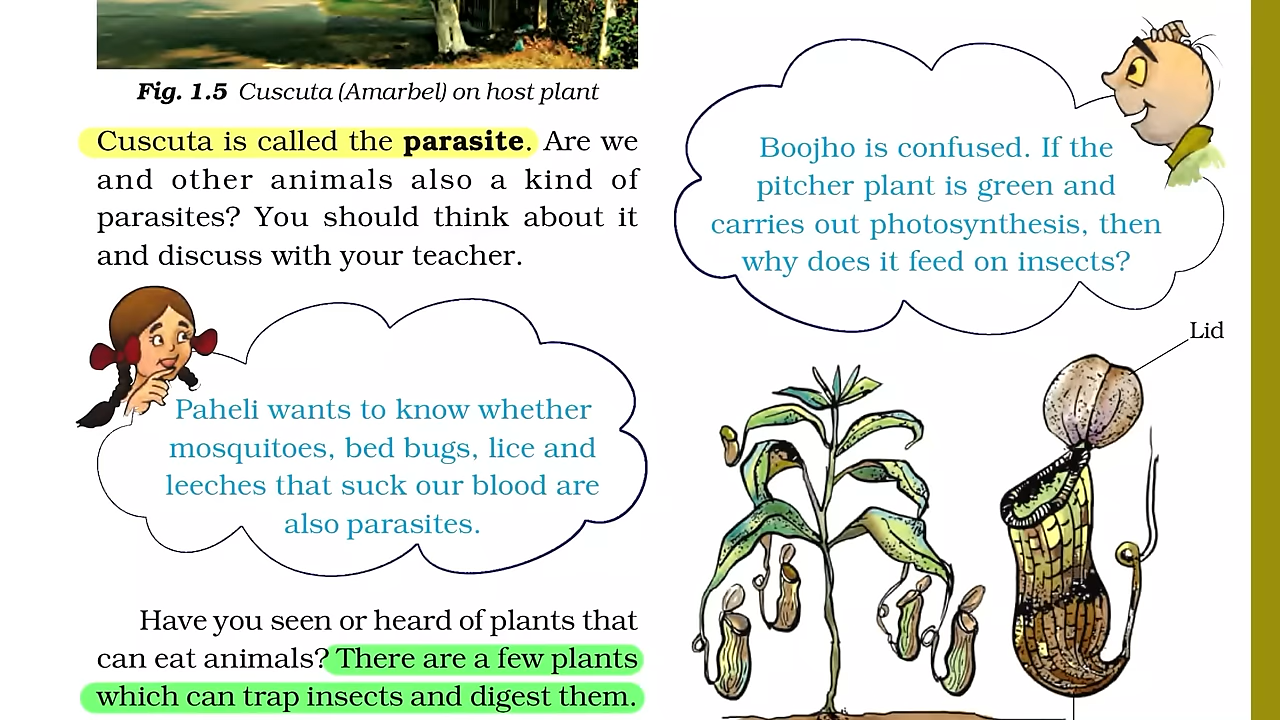 Fig. 1.5 Cuscuta (Amarbel) on host plant
Cuscuta is called the parasite. Are we
and other animals also a kind of
parasites? You should think about it
and discuss with your teacher.
Paheli wants to know whether
mosquitoes, bed bugs, lice and
leeches that suck our blood are
also parasites.
Have you seen or heard of plants that
can eat animals? There are a few plants
which can trap insects and digest them.
Boojho is confused. If the
pitcher plant is green and
carries out photosynthesis, then
why does it feed on insects?
Lid